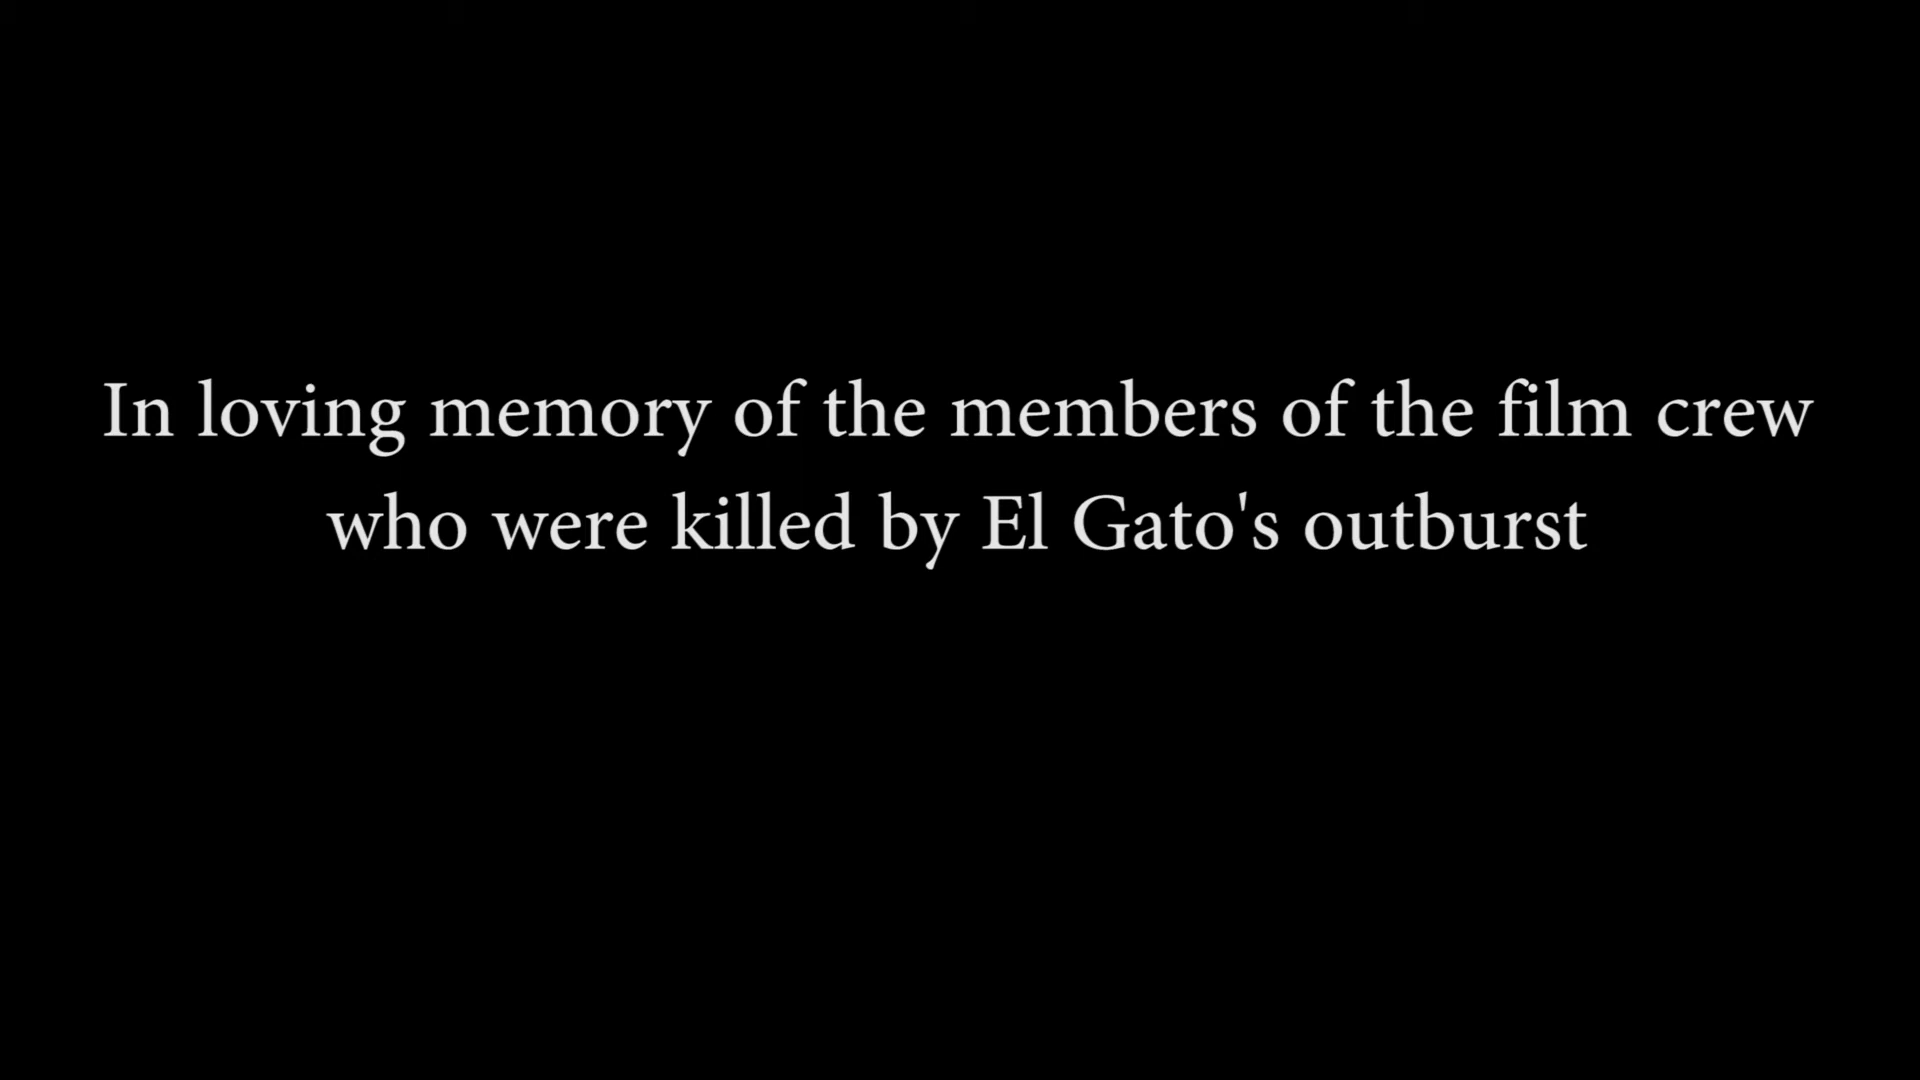 In loving memory of the members of the film crew
who were killed by El Gato's outburst